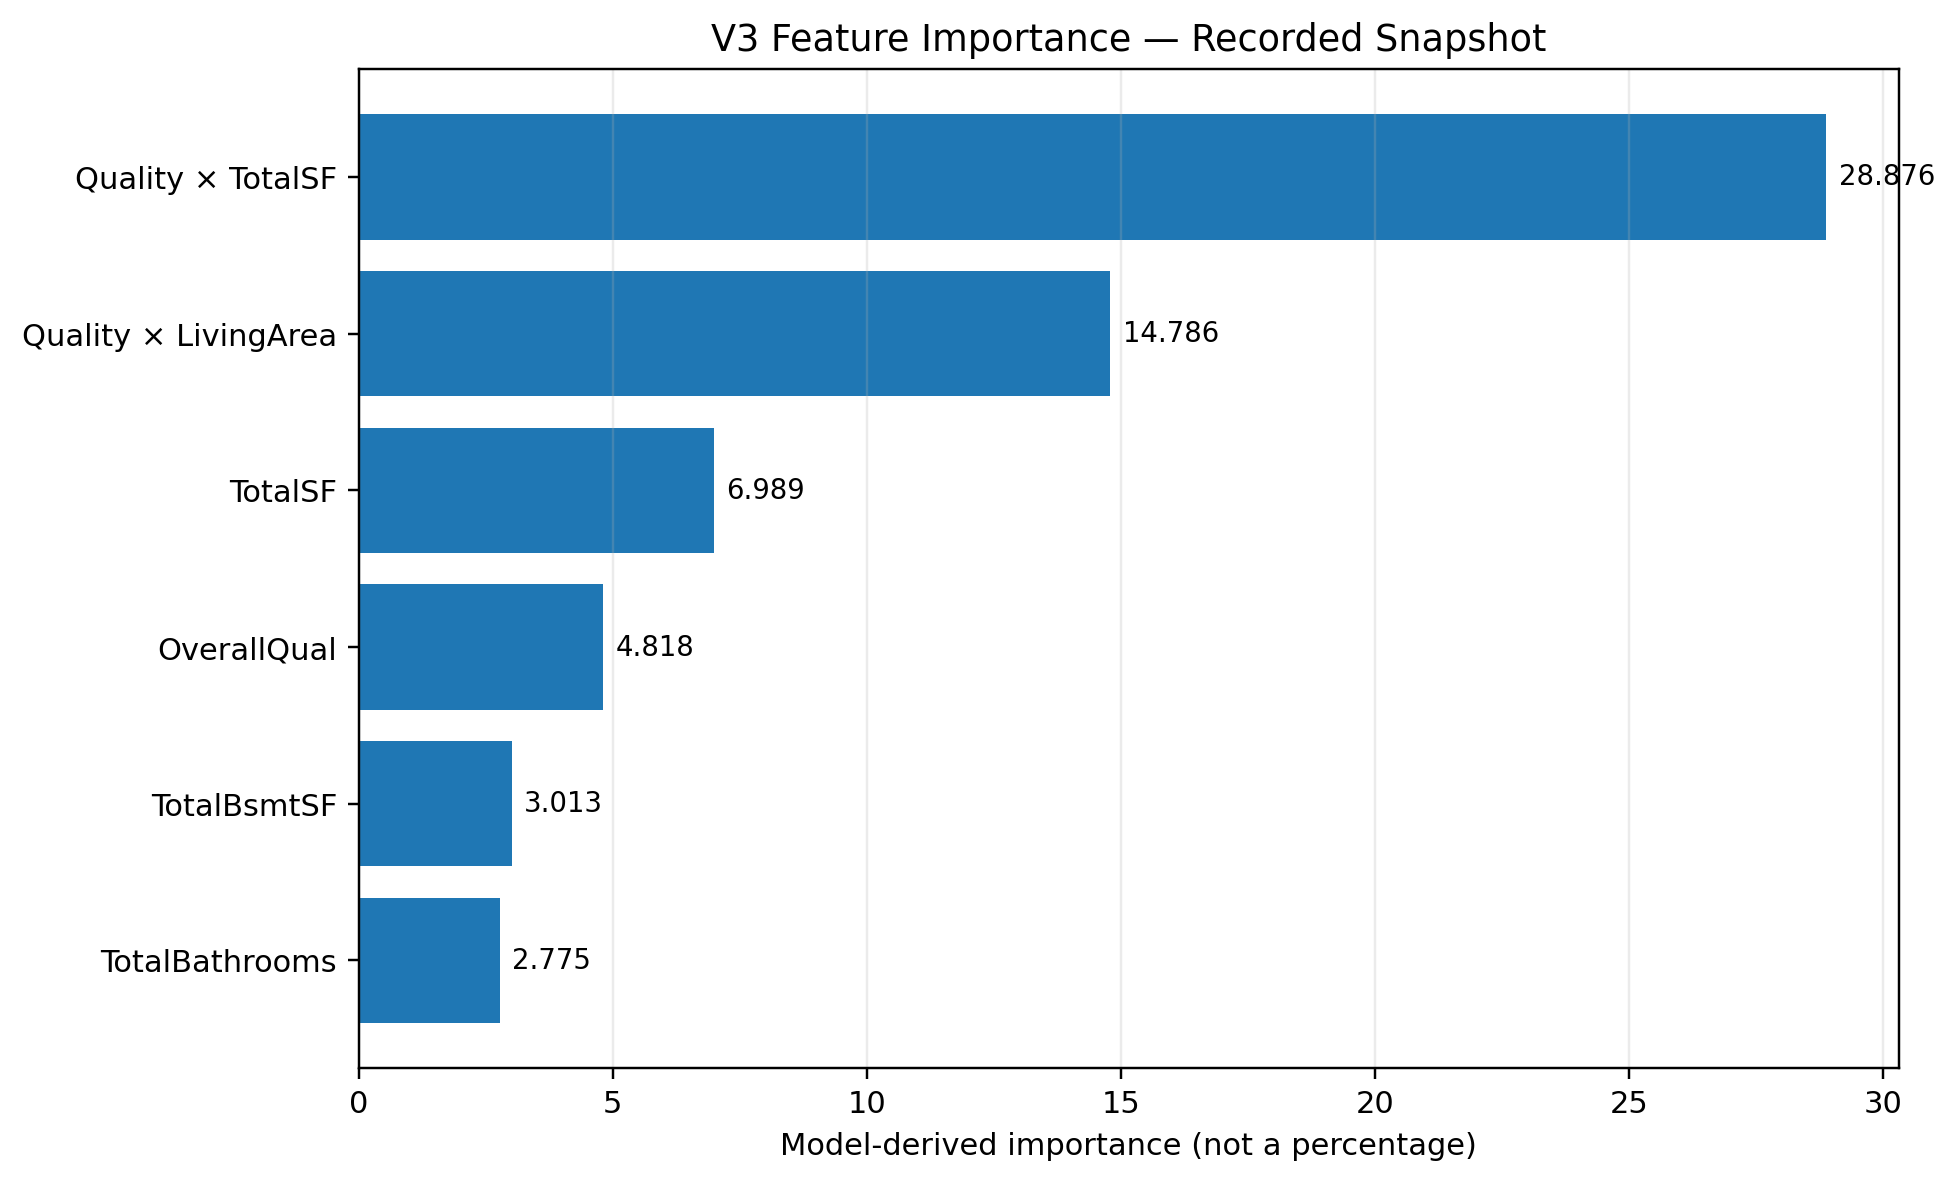 V3 Feature Importance — Recorded Snapshot
Quality × TotalSF 28.876
Quality × LivingArea 14.786
TotalSF 6.989
OverallQual 4.818
TotalBsmtSF 3.013
TotalBathrooms 2.775
0 5 10 15 20 25 30
Model-derived importance (not a percentage)